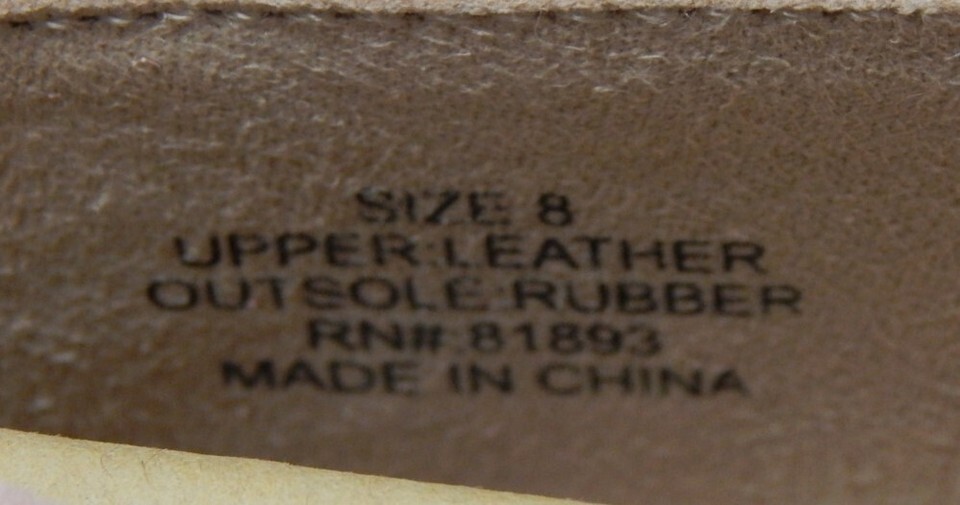 SIZE 8
UPPER:LEATHER
OUTSOLE:RUBBER
RN#:81893
MADE IN CHINA